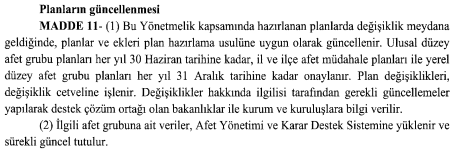 Planların güncellenmesi
MADDE 11- (1) Bu Yönetmelik kapsamında hazırlanan planlarda değişiklik meydana
geldiğinde, planlar ve ekleri plan hazırlama usulüne uygun olarak güncellenir. Ulusal düzey
afet grubu planları her yıl 30 Haziran tarihine kadar, il ve ilçe afet müdahale planları ile yerel
düzey afet grubu planları her yıl 31 Aralık tarihine kadar onaylanır. Plan değişiklikleri,
değişiklik cetveline işlenir. Değişiklikler hakkında ilgilisi tarafından gerekli güncellemeler
yapılarak destek çözüm ortağı olan bakanlıklar ile kurum ve kuruluşlara bilgi verilir.
(2) İlgili afet grubuna ait veriler, Afet Yönetimi ve Karar Destek Sistemine yüklenir ve
sürekli güncel tutulur.